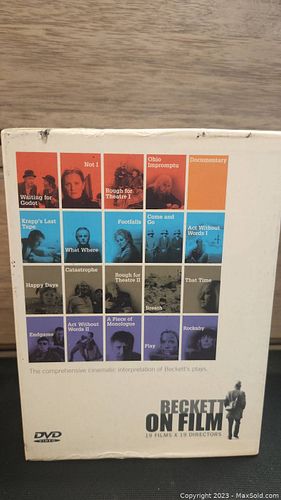 Waiting for
Godot
Not I
Rough for
Theatre I
Ohio
Impromptu
Documentary
Krapp's Last
Tape
What Where
Footfalls
Come and
Go
Act Without
Words I
Happy Days
Catastrophe
Rough for
Theatre II
Breath
That Time
Endgame
Act Without
Words II
A Piece of
Monologue
Play
Rockaby
The comprehensive cinematic interpretation of Beckett's plays.
BECKETT
ON FILM
19 FILMS X 19 DIRECTORS
DVD
VIDEO
Copyright 2023 - MaxSold.com